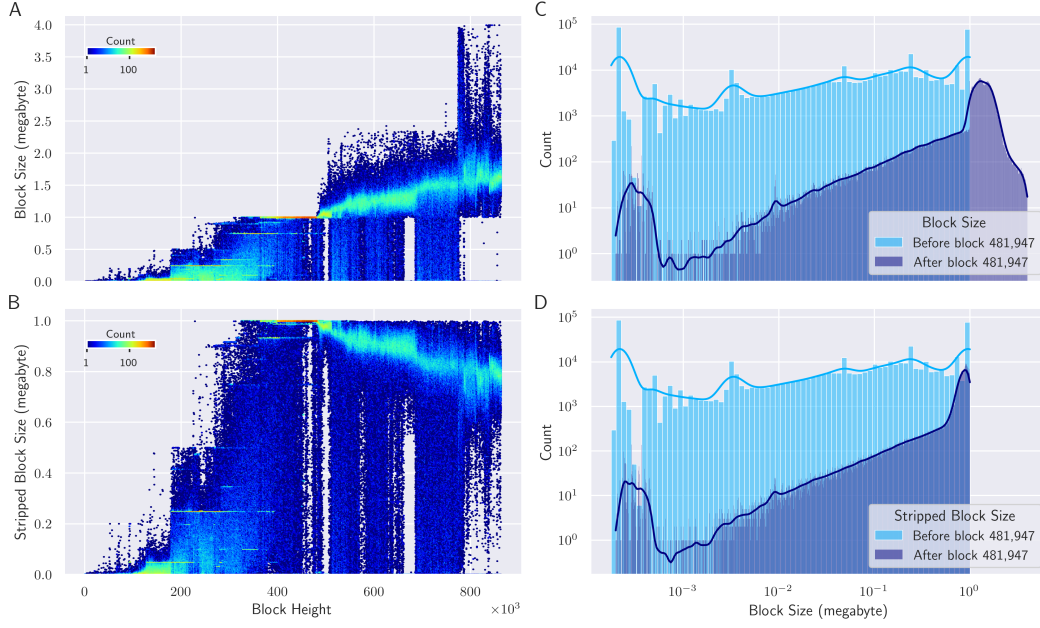 A
Block Size (megabyte)
4.0
3.5
3.0
2.5
2.0
1.5
1.0
0.5
0.0
Count
1 100
B
Stripped Block Size (megabyte)
1.0
0.8
0.6
0.4
0.2
0.0
Count
1 100
0 200 400 600 800
Block Height
×10³
C
Count
10⁵
10⁴
10³
10²
10¹
10⁰
Block Size
Before block 481,947
After block 481,947
D
Count
10⁵
10⁴
10³
10²
10¹
10⁰
Stripped Block Size
Before block 481,947
After block 481,947
10⁻³ 10⁻² 10⁻¹ 10⁰
Block Size (megabyte)